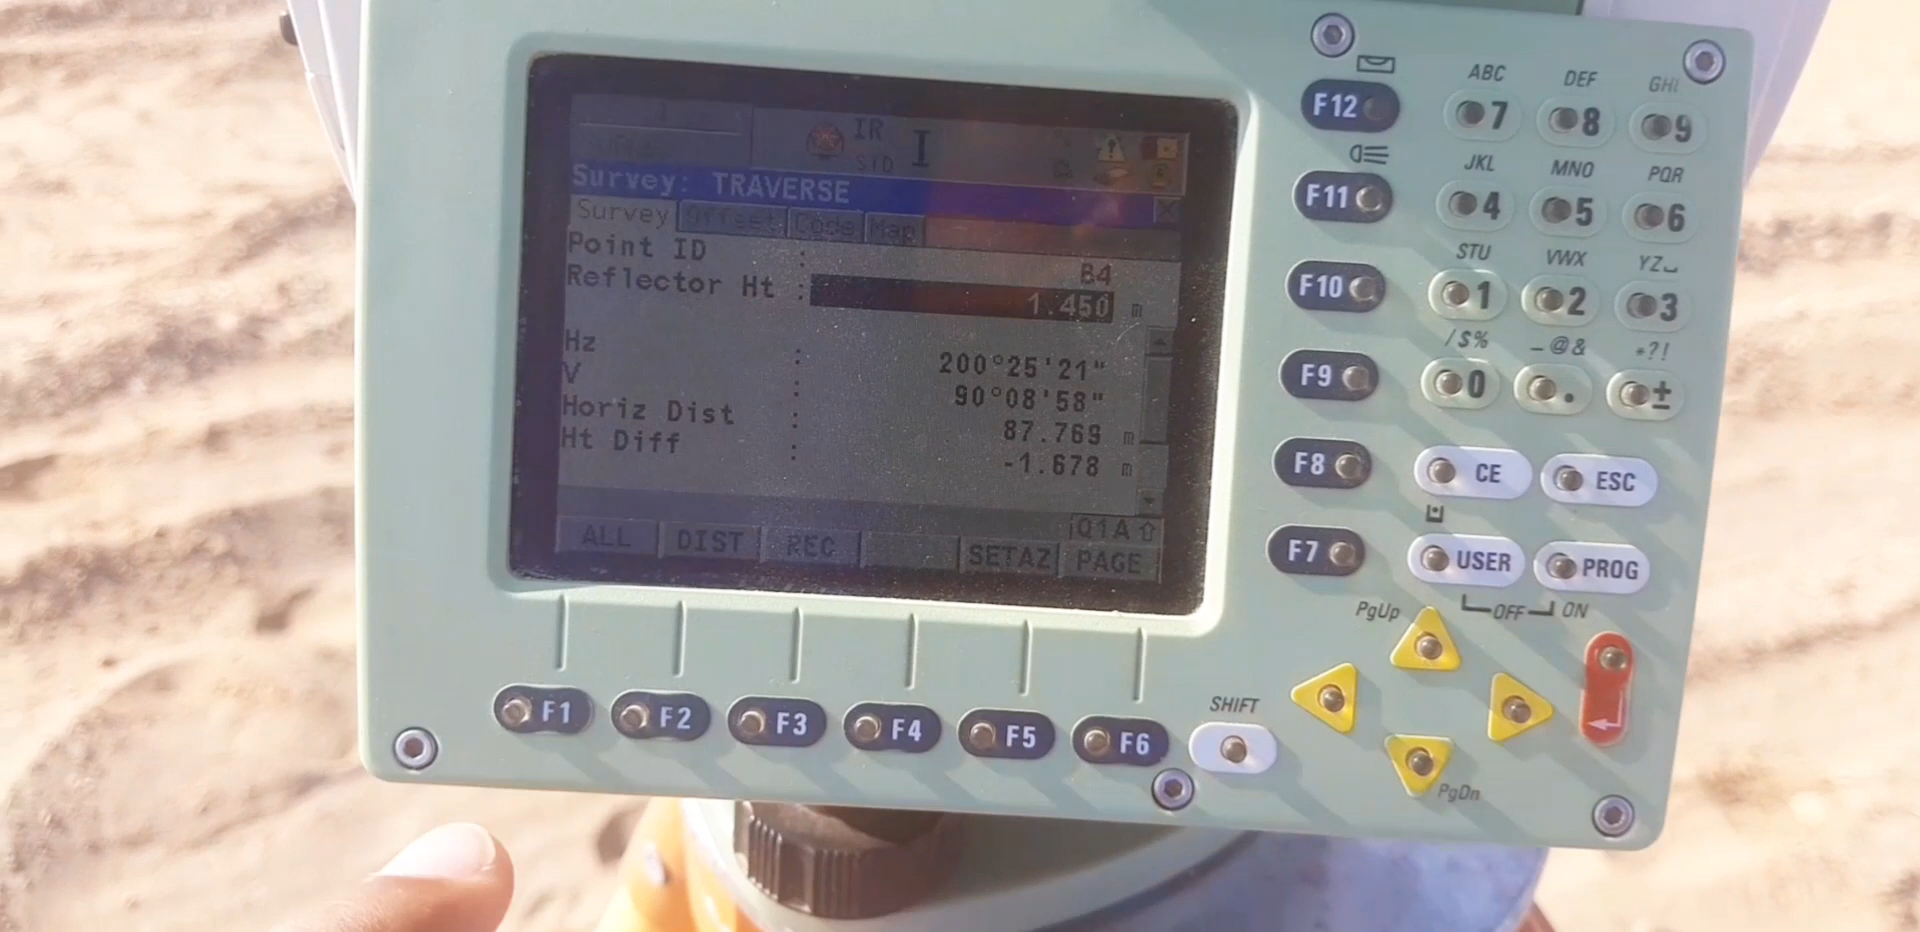 IR
STD
I
Survey: TRAVERSE
Survey Offset Code Map
Point ID : B4
Reflector Ht : 1.450 m
Hz : 200°25'21"
V : 90°08'58"
Horiz Dist : 87.769 m
Ht Diff : -1.678 m
Q1A
ALL DIST REC SETAZ PAGE
F1 F2 F3 F4 F5 F6
SHIFT
F12
F11
F10
F9
F8
F7
ABC DEF GHI
7 8 9
JKL MNO PQR
4 5 6
STU VWX YZ
1 2 3
/$% _@& *?!
0 . ±
CE ESC
USER PROG
OFF ON
PgUp
PgDn